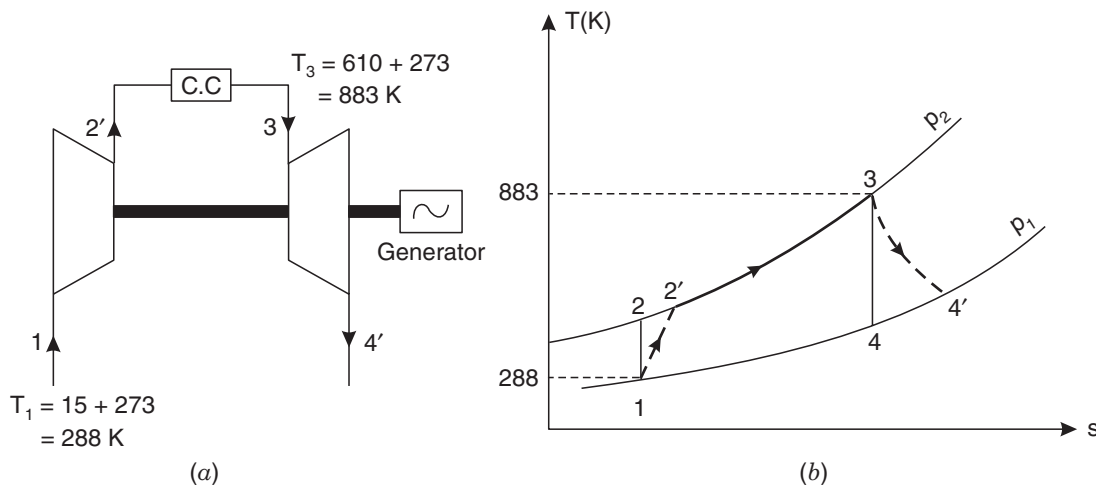 T₃ = 610 + 273
= 883 K
C.C
2′
3
Generator
1
4′
T₁ = 15 + 273
= 288 K
(a)
T(K)
p₂
883
3
p₁
2
2′
4′
4
288
1
s
(b)